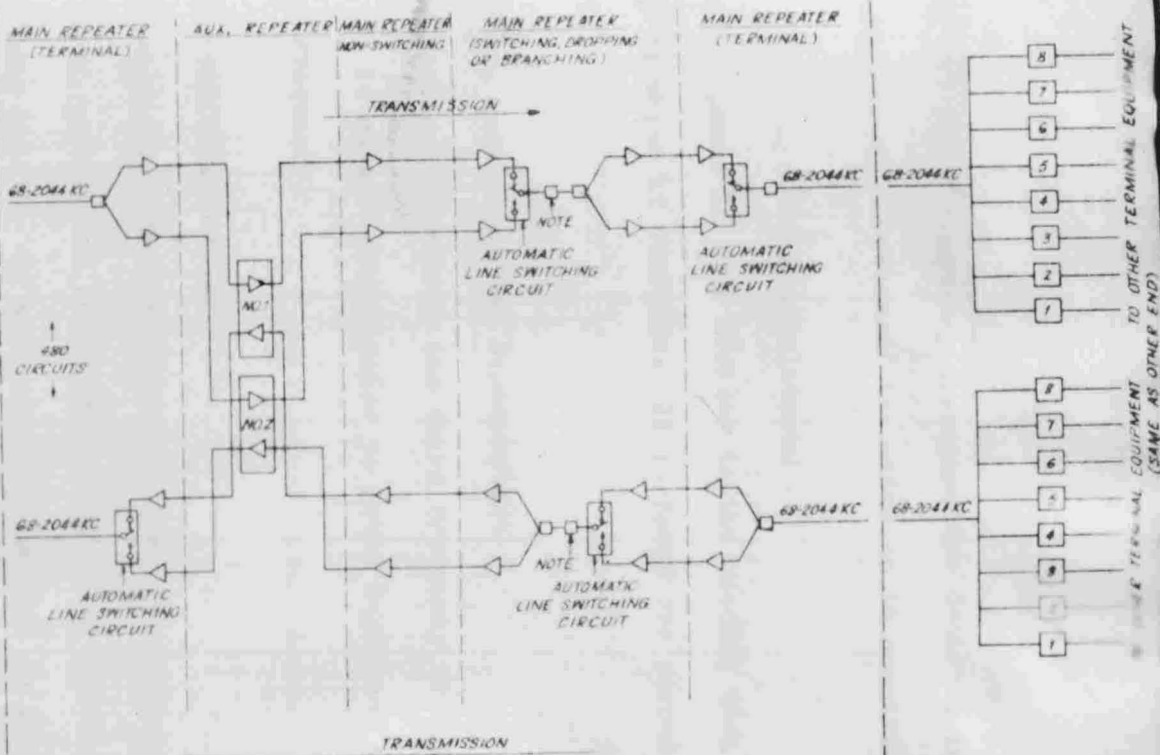 MAIN REPEATER
(TERMINAL)
AUX. REPEATER
MAIN REPEATER
NON-SWITCHING
MAIN REPEATER
(SWITCHING, DROPPING
OR BRANCHING)
MAIN REPEATER
(TERMINAL)
TRANSMISSION
68-2044 KC
NOTE
AUTOMATIC
LINE SWITCHING
CIRCUIT
68-2044 KC
AUTOMATIC
LINE SWITCHING
CIRCUIT
NO.1
480
CIRCUITS
NO.2
68-2044 KC
AUTOMATIC
LINE SWITCHING
CIRCUIT
NOTE
AUTOMATIC
LINE SWITCHING
CIRCUIT
68-2044 KC
TRANSMISSION
68-2044 KC
8
7
6
5
4
3
2
1
68-2044 KC
8
7
6
5
4
3
1
TO OTHER TERMINAL EQUIPMENT
OTHER TERMINAL EQUIPMENT
(SAME AS OTHER END)